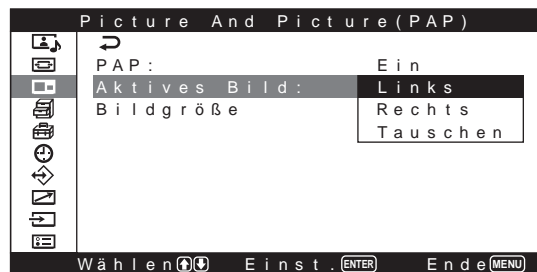 Picture And Picture(PAP)
PAP: Ein
Aktives Bild: Links
Bildgröße Rechts
Tauschen
Wählen Einst. ENTER Ende MENU